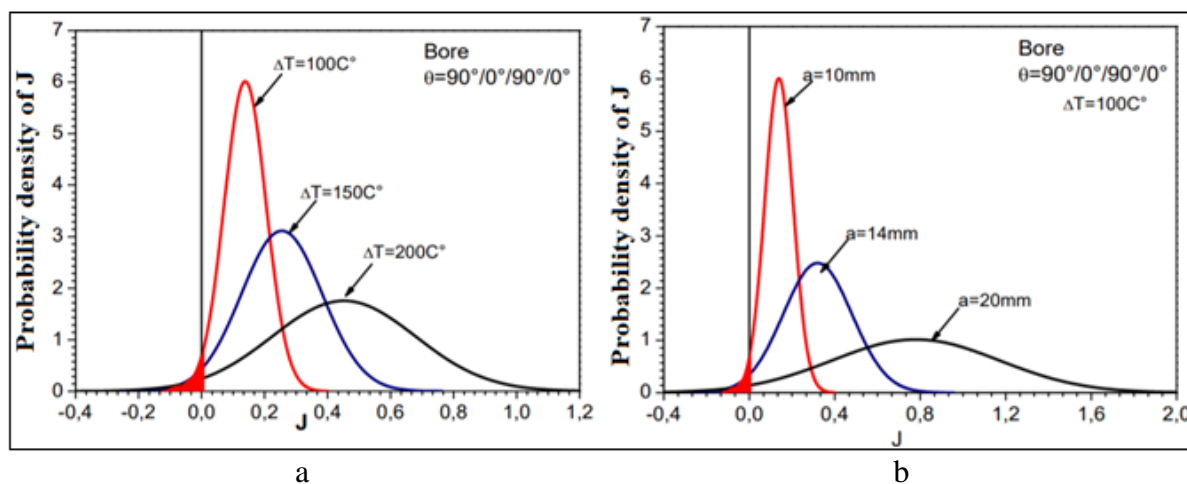 Probability density of J
7
6
5
4
3
2
1
0
-0,4 -0,2 0,0 0,2 0,4 0,6 0,8 1,0 1,2
J
Bore
θ=90°/0°/90°/0°
ΔT=100C°
ΔT=150C°
ΔT=200C°
a
Probability density of J
7
6
5
4
3
2
1
0
-0,4 0,0 0,4 0,8 1,2 1,6 2,0
J
Bore
θ=90°/0°/90°/0°
ΔT=100C°
a=10mm
a=14mm
a=20mm
b